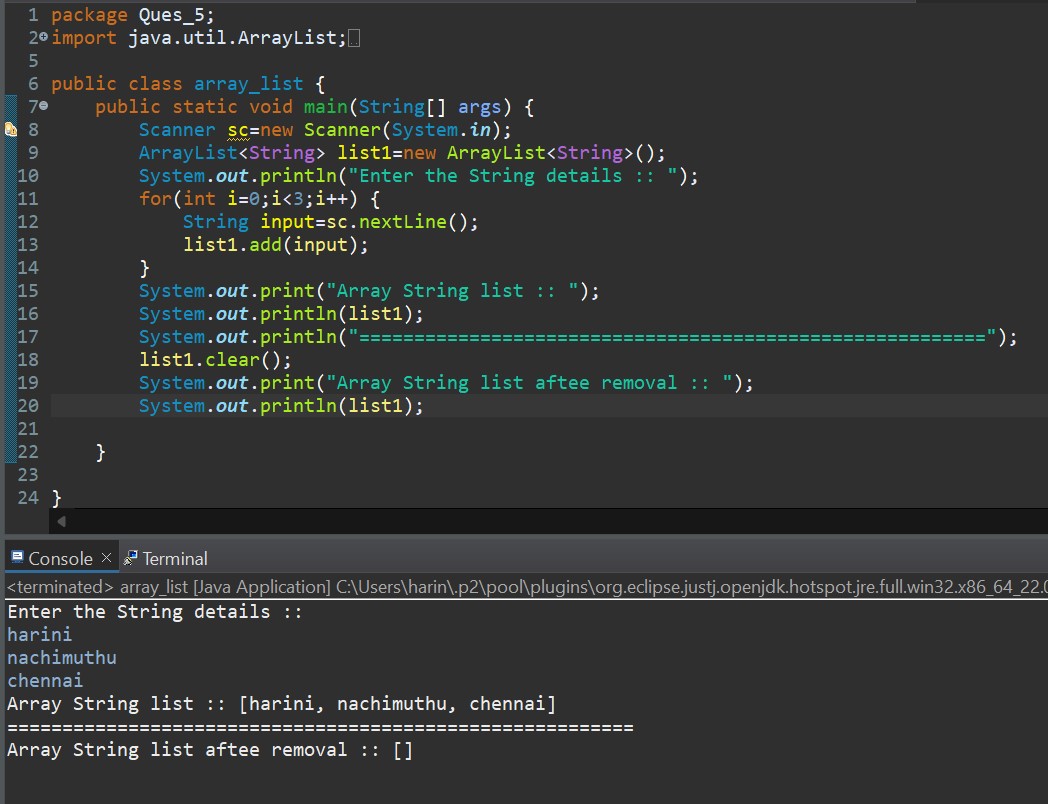 1 package Ques_5;
2 import java.util.ArrayList;
5
6 public class array_list {
7 public static void main(String[] args) {
8 Scanner sc=new Scanner(System.in);
9 ArrayList<String> list1=new ArrayList<String>();
10 System.out.println("Enter the String details :: ");
11 for(int i=0;i<3;i++) {
12 String input=sc.nextLine();
13 list1.add(input);
14 }
15 System.out.print("Array String list :: ");
16 System.out.println(list1);
17 System.out.println("=========================================================");
18 list1.clear();
19 System.out.print("Array String list aftee removal :: ");
20 System.out.println(list1);
21
22 }
23
24 }
Console Terminal
<terminated> array_list [Java Application] C:\Users\harin\.p2\pool\plugins\org.eclipse.justj.openjdk.hotspot.jre.full.win32.x86_64_22.0
Enter the String details ::
harini
nachimuthu
chennai
Array String list :: [harini, nachimuthu, chennai]
=========================================================
Array String list aftee removal :: []